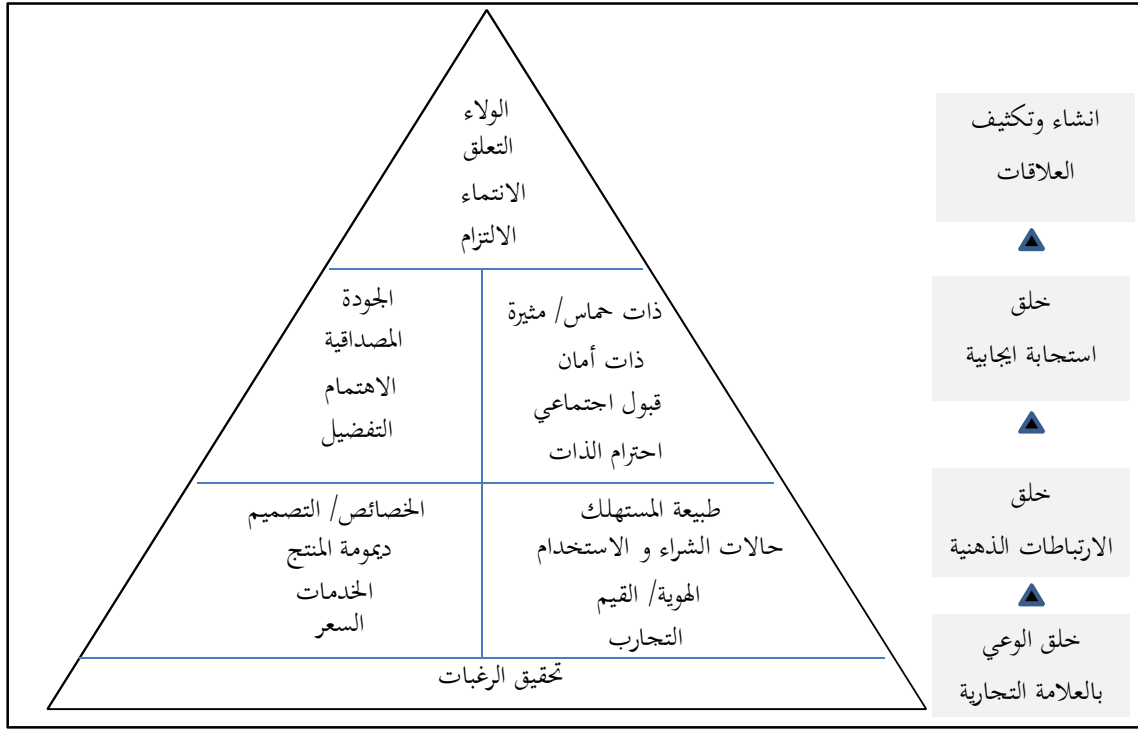 الولاء
التعلق
الانتماء
الالتزام
انشاء وتكثيف
العلاقات
ذات حماس/ مثيرة
ذات أمان
قبول اجتماعي
احترام الذات
الجودة
المصداقية
الاهتمام
التفضيل
خلق
استجابة ايجابية
طبيعة المستهلك
حالات الشراء و الاستخدام
الهوية/ القيم
التجارب
الخصائص/ التصميم
ديمومة المنتج
الخدمات
السعر
خلق
الارتباطات الذهنية
تحقيق الرغبات
خلق الوعي
بالعلامة التجارية